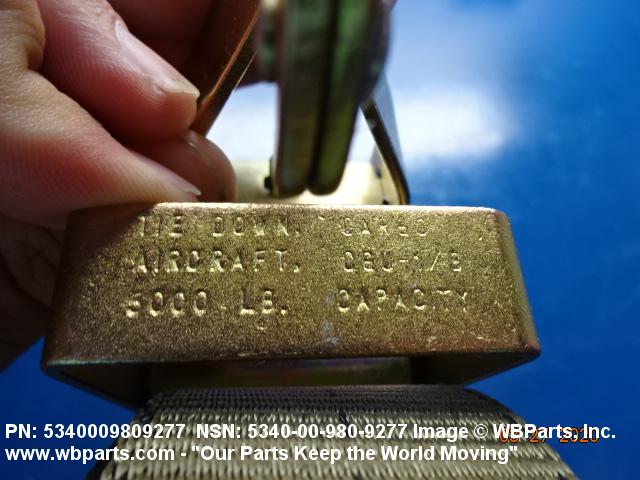 TIE DOWN, CARGO
AIRCRAFT. CGU-1/B
5000 LB. CAPACITY
PN: 5340009809277 NSN: 5340-00-980-9277 Image © WBParts, Inc.
www.wbparts.com - "Our Parts Keep the World Moving"